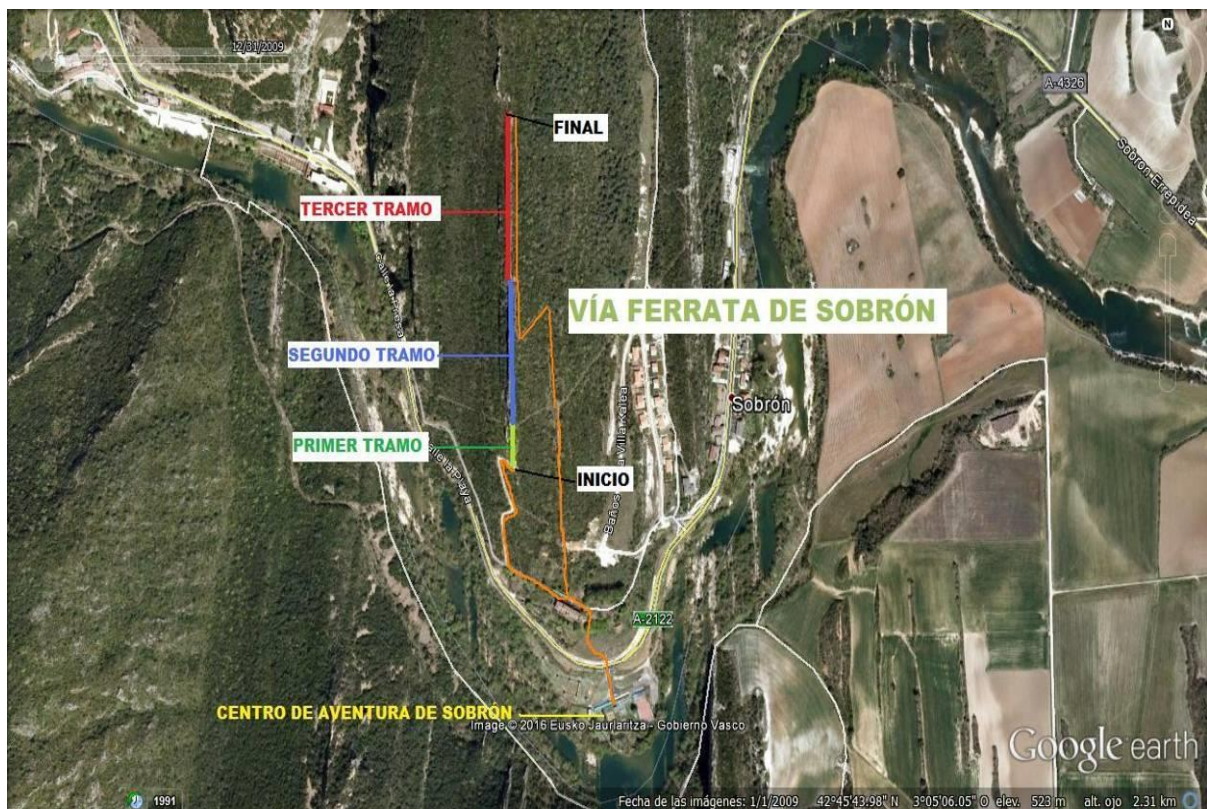 12/31/2009
N
A-4326
FINAL
TERCER TRAMO
Sobron Errepidea
VÍA FERRATA DE SOBRÓN
SEGUNDO TRAMO
Sobrón
PRIMER TRAMO
INICIO
A-2122
CENTRO DE AVENTURA DE SOBRÓN
Image © 2016 Eusko Jaurlaritza - Gobierno Vasco
Google earth
1991
Fecha de las imágenes: 1/1/2009 42°45'43.98" N 3°05'06.05" O elev. 523 m alt. ojo 2.31 km